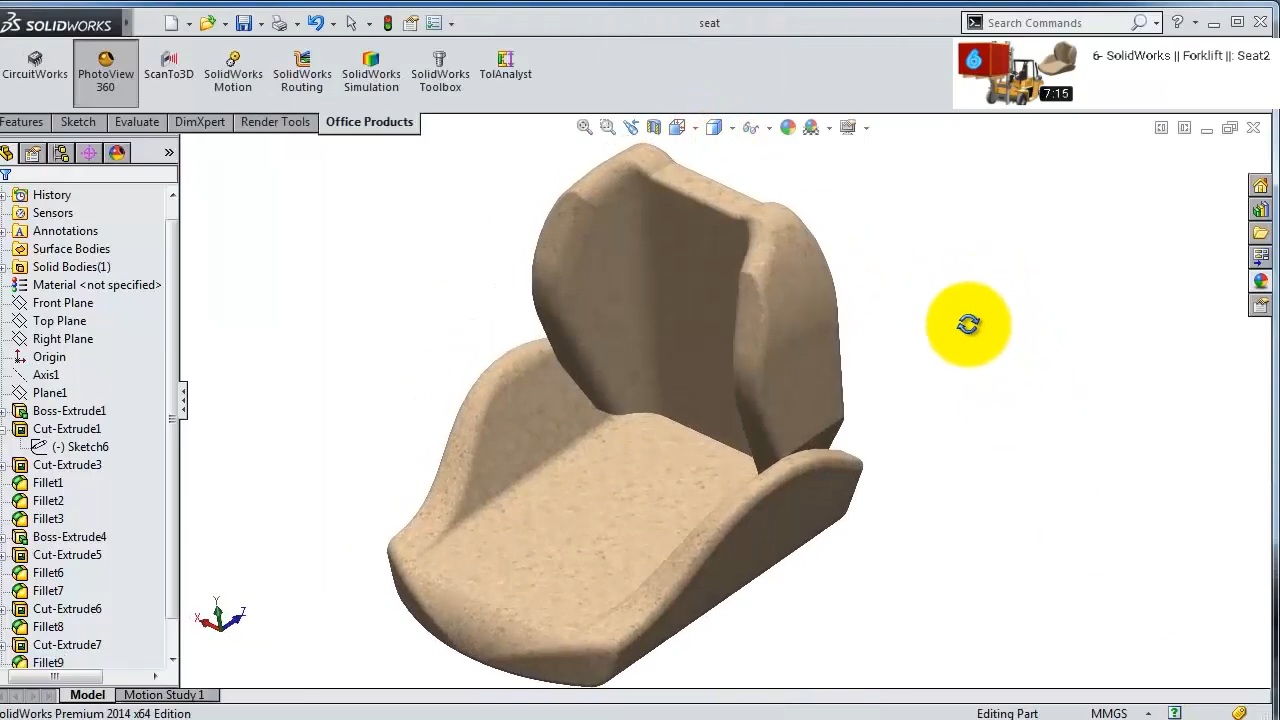 SOLIDWORKS
seat
Search Commands
CircuitWorks
PhotoView
360
ScanTo3D
SolidWorks
Motion
SolidWorks
Routing
SolidWorks
Simulation
SolidWorks
Toolbox
TolAnalyst
6
7:15
6- SolidWorks || Forklift ||: Seat2
Features
Sketch
Evaluate
DimXpert
Render Tools
Office Products
History
Sensors
Annotations
Surface Bodies
Solid Bodies(1)
Material <not specified>
Front Plane
Top Plane
Right Plane
Origin
Axis1
Plane1
Boss-Extrude1
Cut-Extrude1
(-) Sketch6
Cut-Extrude3
Fillet1
Fillet2
Fillet3
Boss-Extrude4
Cut-Extrude5
Fillet6
Fillet7
Cut-Extrude6
Fillet8
Cut-Extrude7
Fillet9
Y
X
Z
Model
Motion Study 1
SolidWorks Premium 2014 x64 Edition
Editing Part
MMGS